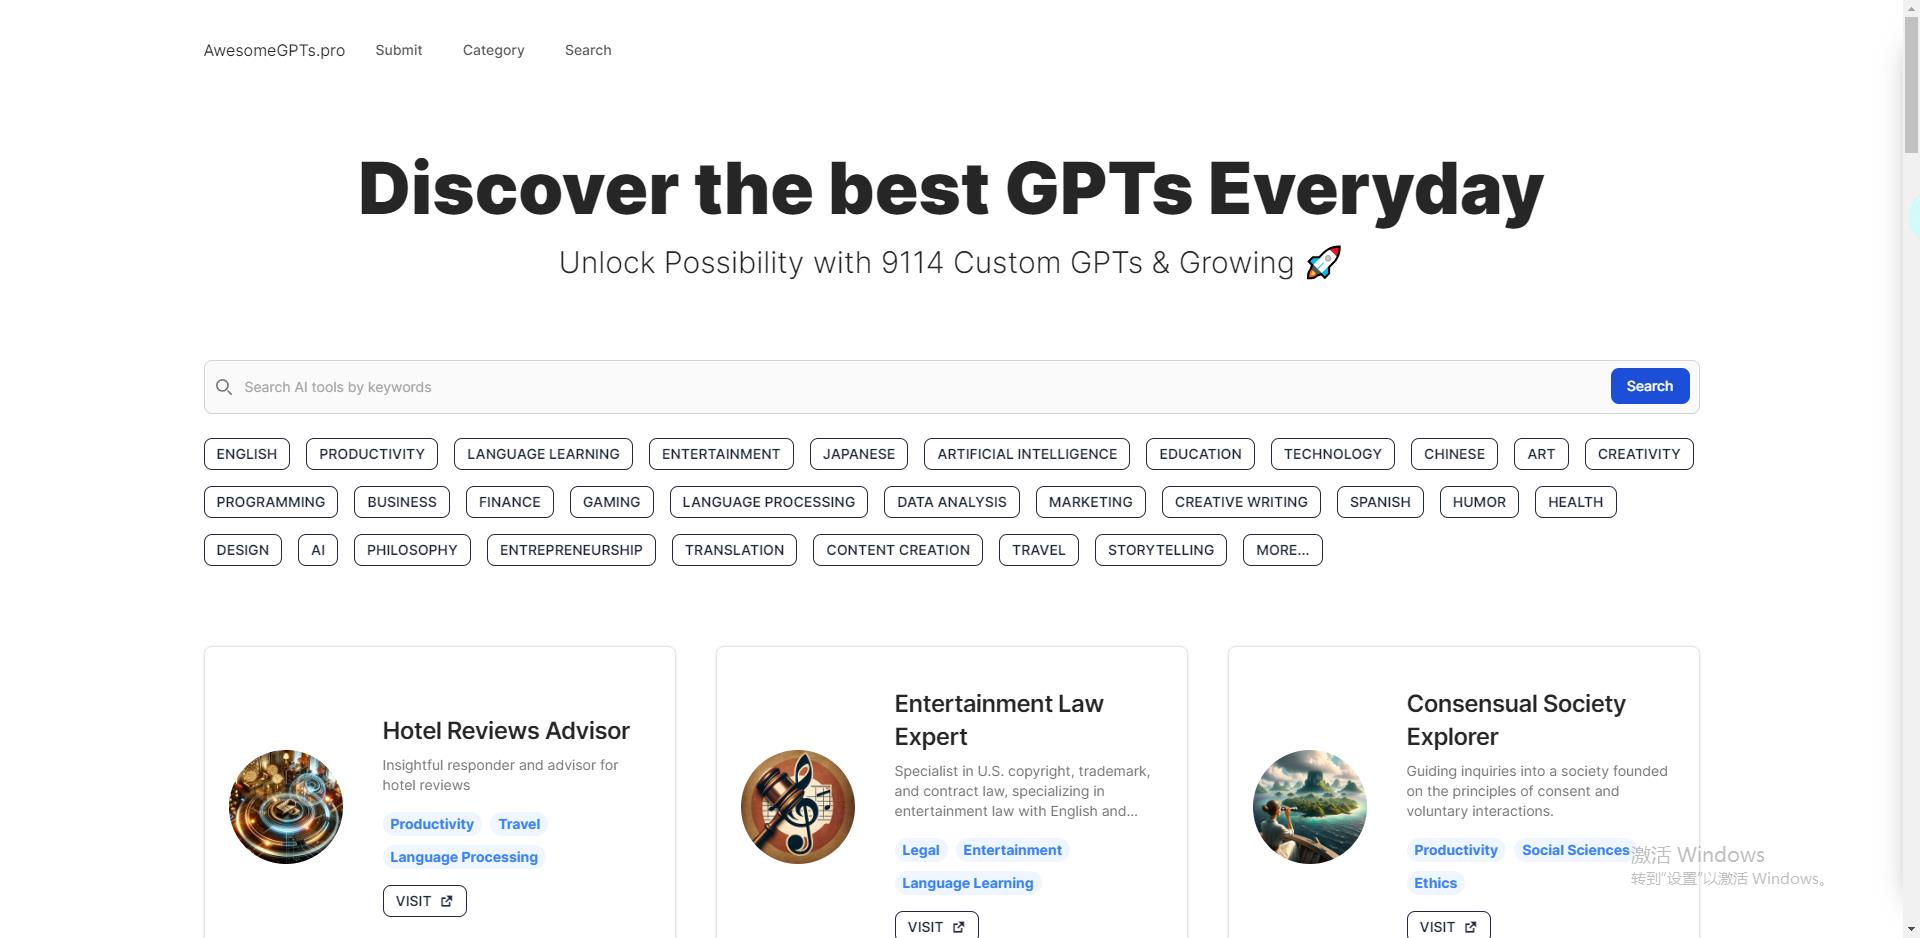 AwesomeGPTs.pro Submit Category Search
Discover the best GPTs Everyday
Unlock Possibility with 9114 Custom GPTs & Growing 🚀
Search AI tools by keywords Search
ENGLISH PRODUCTIVITY LANGUAGE LEARNING ENTERTAINMENT JAPANESE ARTIFICIAL INTELLIGENCE EDUCATION TECHNOLOGY CHINESE ART CREATIVITY
PROGRAMMING BUSINESS FINANCE GAMING LANGUAGE PROCESSING DATA ANALYSIS MARKETING CREATIVE WRITING SPANISH HUMOR HEALTH
DESIGN AI PHILOSOPHY ENTREPRENEURSHIP TRANSLATION CONTENT CREATION TRAVEL STORYTELLING MORE...
Hotel Reviews Advisor
Insightful responder and advisor for
hotel reviews
Productivity Travel
Language Processing
VISIT
Entertainment Law
Expert
Specialist in U.S. copyright, trademark,
and contract law, specializing in
entertainment law with English and...
Legal Entertainment
Language Learning
VISIT
Consensual Society
Explorer
Guiding inquiries into a society founded
on the principles of consent and
voluntary interactions.
Productivity Social Sciences
Ethics
VISIT
激活 Windows
转到"设置"以激活 Windows。